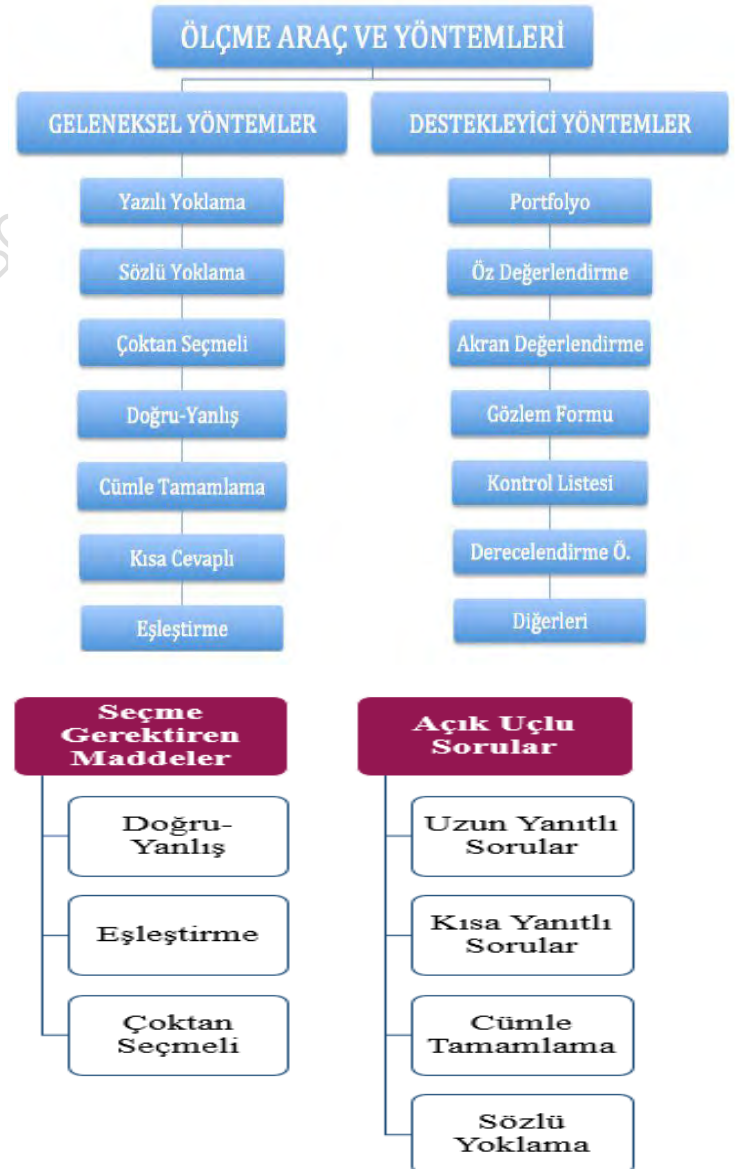 ÖLÇME ARAÇ VE YÖNTEMLERİ
GELENEKSEL YÖNTEMLER
Yazılı Yoklama
Sözlü Yoklama
Çoktan Seçmeli
Doğru-Yanlış
Cümle Tamamlama
Kısa Cevaplı
Eşleştirme
DESTEKLEYİCİ YÖNTEMLER
Portfolyo
Öz Değerlendirme
Akran Değerlendirme
Gözlem Formu
Kontrol Listesi
Derecelendirme Ö.
Diğerleri
Seçme
Gerektiren
Maddeler
Doğru-
Yanlış
Eşleştirme
Çoktan
Seçmeli
Açık Uçlu
Sorular
Uzun Yanıtlı
Sorular
Kısa Yanıtlı
Sorular
Cümle
Tamamlama
Sözlü
Yoklama